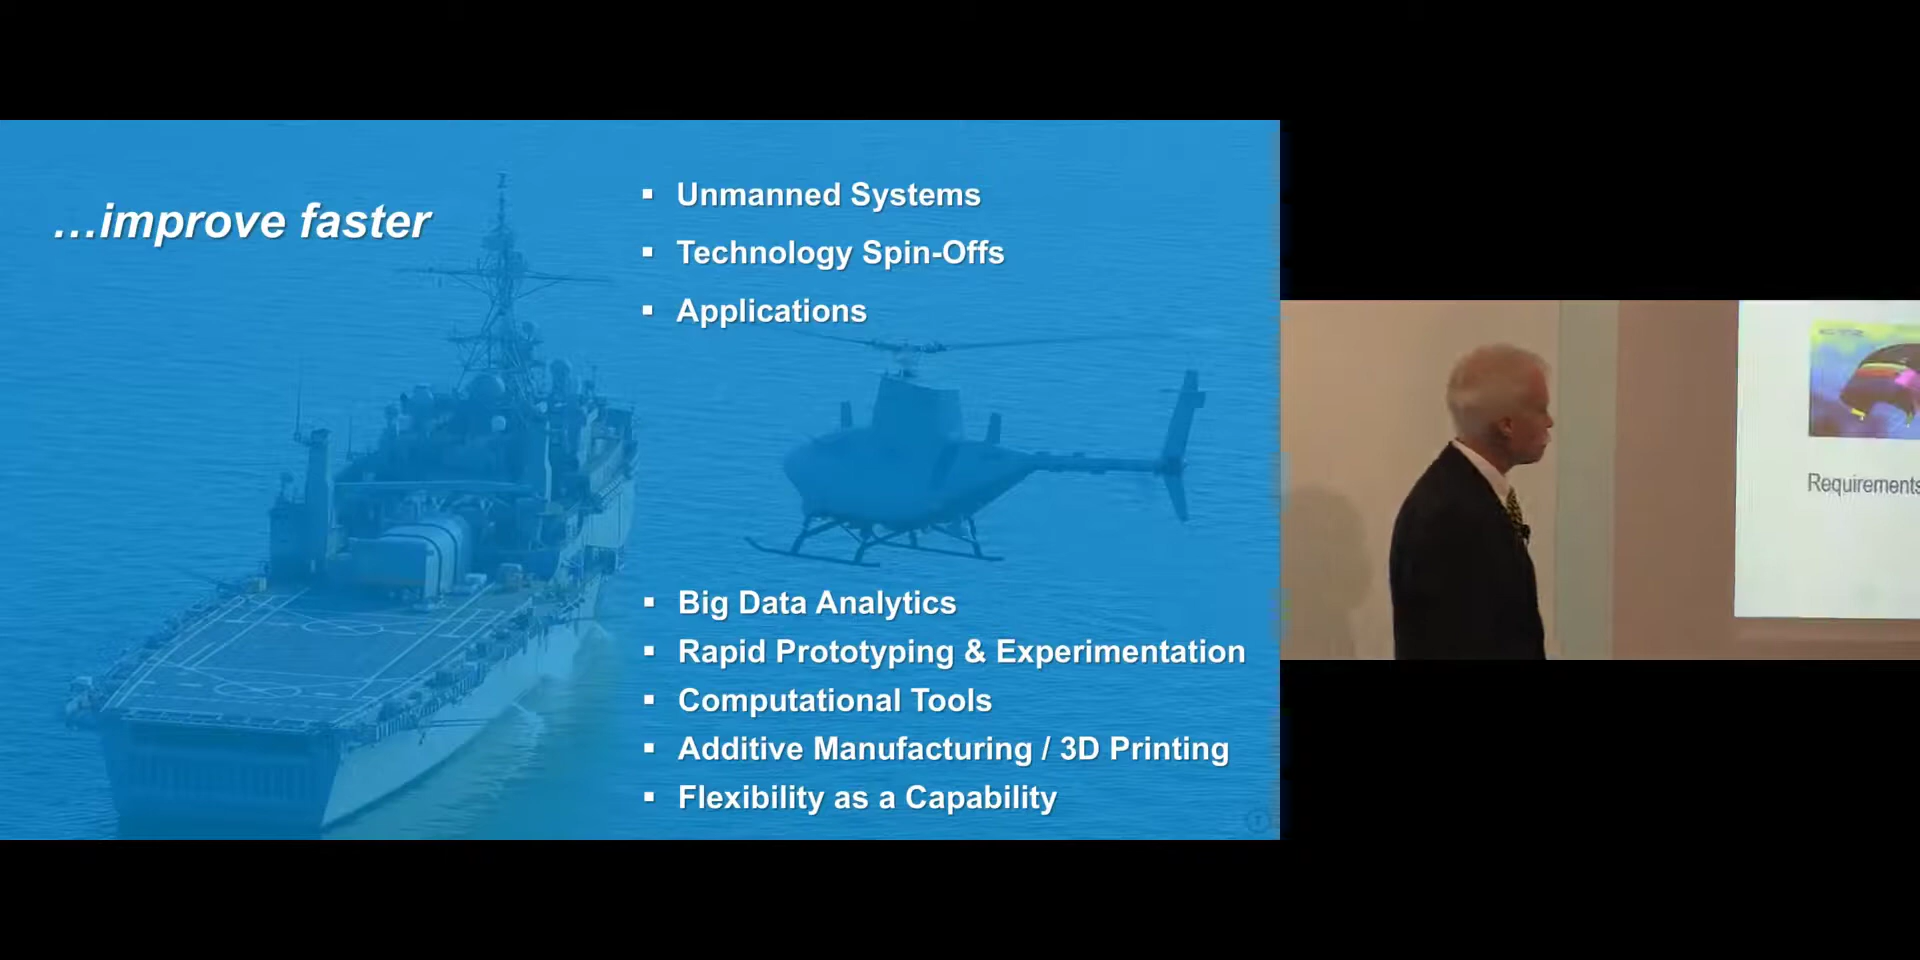 …improve faster
Unmanned Systems
Technology Spin-Offs
Applications
Big Data Analytics
Rapid Prototyping & Experimentation
Computational Tools
Additive Manufacturing / 3D Printing
Flexibility as a Capability
Requirements